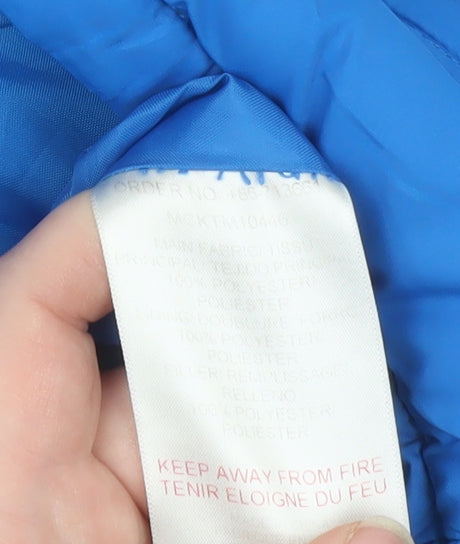 ORDER NO.
MCKTM10446
MAIN FABRIC/TISSU
PRINCIPAL/TEJIDO PRINCIPAL
100% POLYESTER/
POLIESTER
LINING/DOUBLURE/FORRO
100% POLYESTER/
POLIESTER
FILLER/REMPLISSAGE/
RELLENO
100% POLYESTER/
POLIESTER
KEEP AWAY FROM FIRE
TENIR ELOIGNE DU FEU